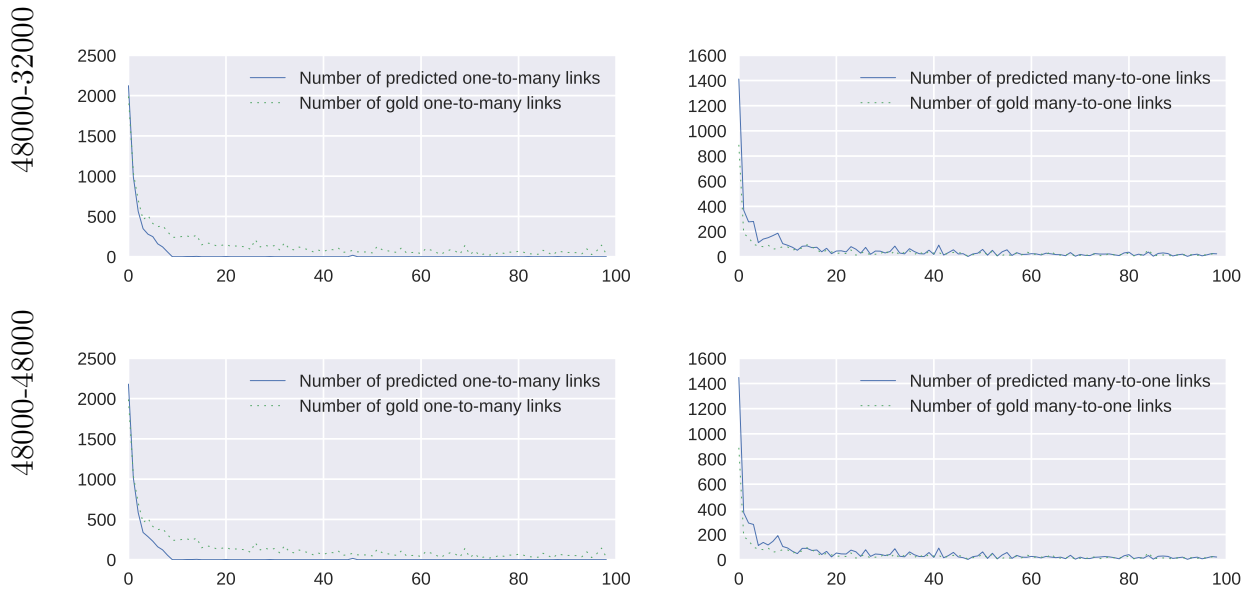 48000-32000
2500
2000
1500
1000
500
0
0 20 40 60 80 100
Number of predicted one-to-many links
Number of gold one-to-many links
1600
1400
1200
1000
800
600
400
200
0
0 20 40 60 80 100
Number of predicted many-to-one links
Number of gold many-to-one links
48000-48000
2500
2000
1500
1000
500
0
0 20 40 60 80 100
Number of predicted one-to-many links
Number of gold one-to-many links
1600
1400
1200
1000
800
600
400
200
0
0 20 40 60 80 100
Number of predicted many-to-one links
Number of gold many-to-one links